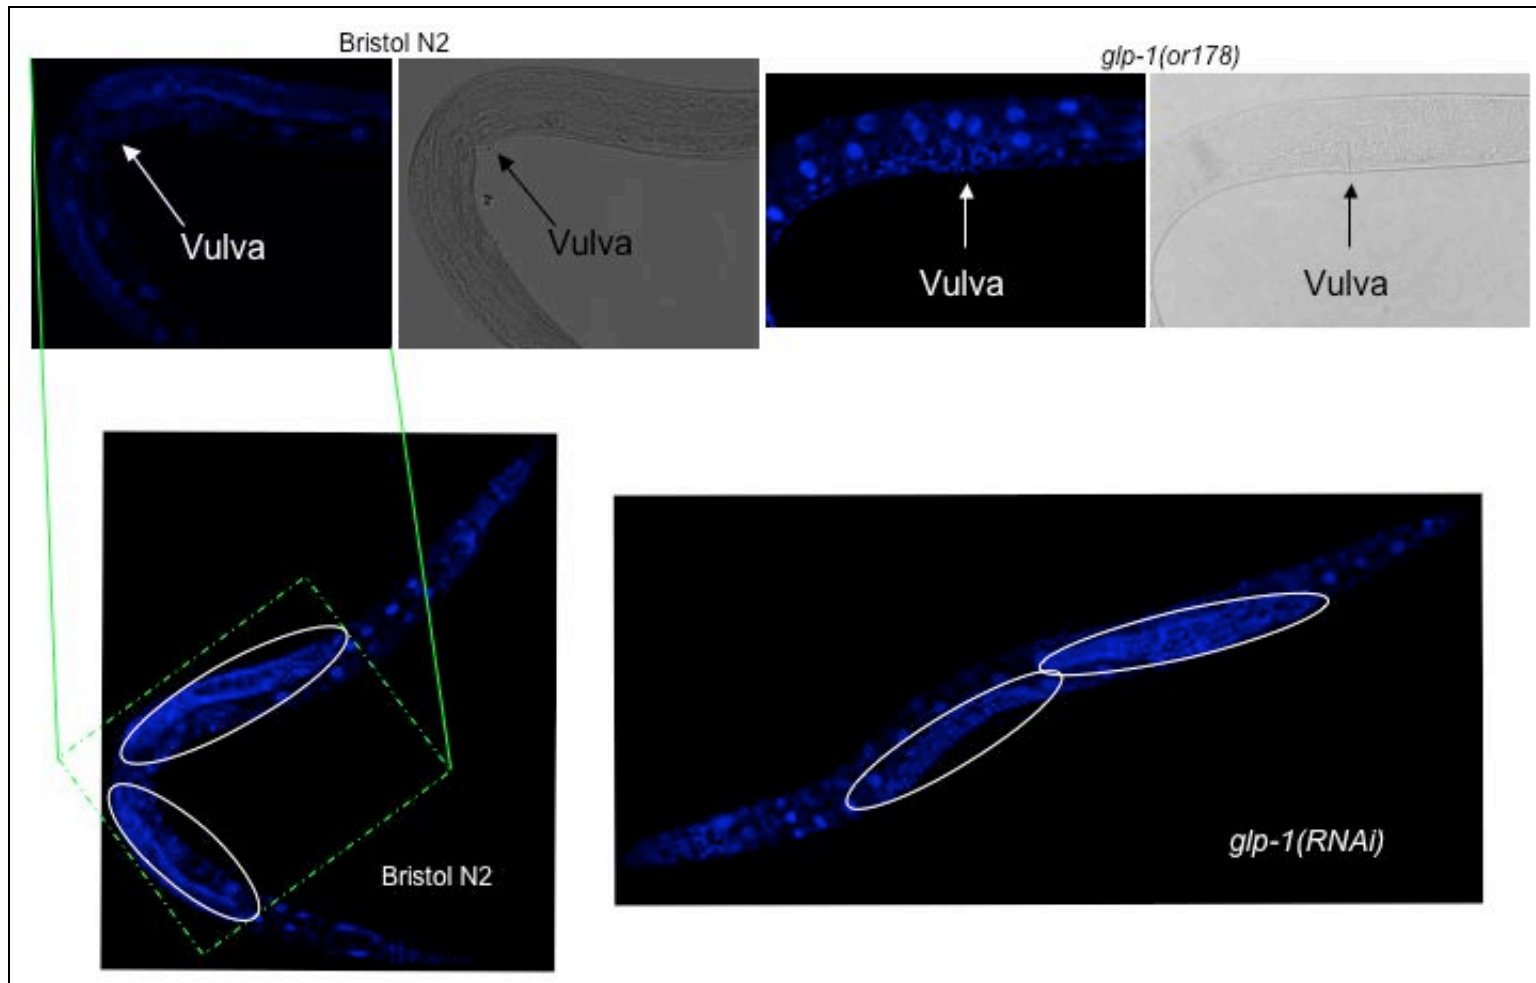 Bristol N2
glp-1(or178)
Vulva
Vulva
Vulva
Vulva
Bristol N2
glp-1(RNAi)